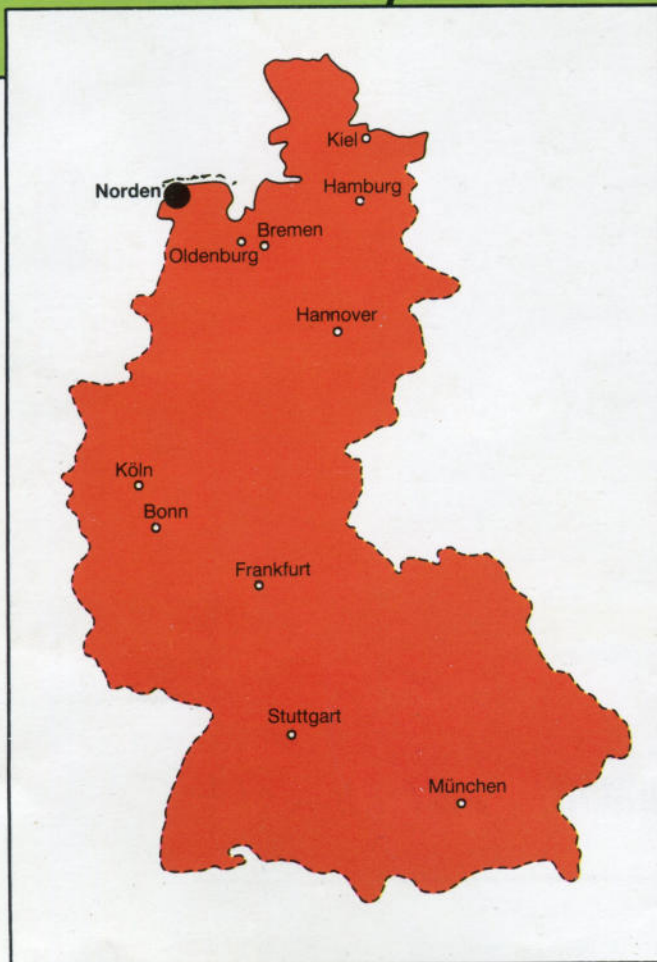 Kiel
Norden
Hamburg
Bremen
Oldenburg
Hannover
Köln
Bonn
Frankfurt
Stuttgart
München